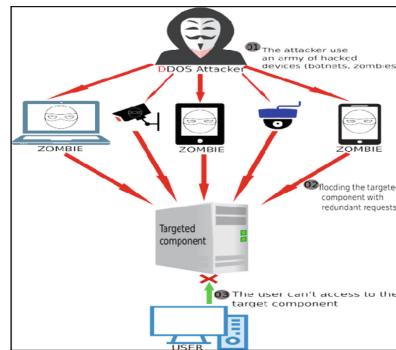 01 The attacker use
an army of hacked
devices (botnets, zombies
DDOS Attacker
ZOMBIE
ZOMBIE
ZOMBIE
02 flooding the targeted
component with
redundant requests
Targeted
component
03 The user can't access to the
target component
USER